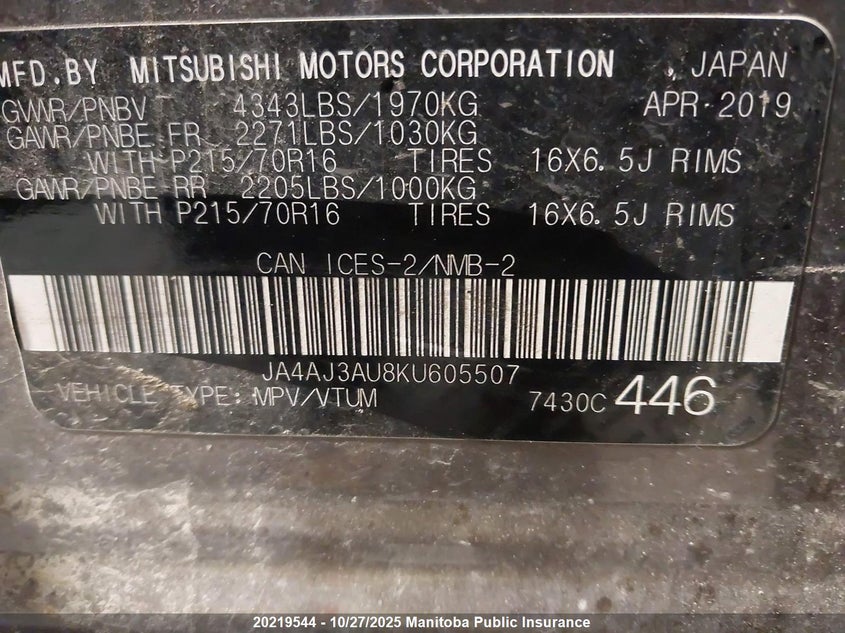 MFD.BY MITSUBISHI MOTORS CORPORATION , JAPAN
GVWR/PNBV 4343LBS/1970KG APR 2019
GAWR/PNBE FR 2271LBS/1030KG
WITH P215/70R16 TIRES 16X6.5J RIMS
GAWR/PNBE RR 2205LBS/1000KG
WITH P215/70R16 TIRES 16X6.5J RIMS
CAN ICES-2/NMB-2
JA4AJ3AU8KU605507
VEHICLE TYPE: MPV/VTUM 7430C 446
20219544 - 10/27/2025 Manitoba Public Insurance